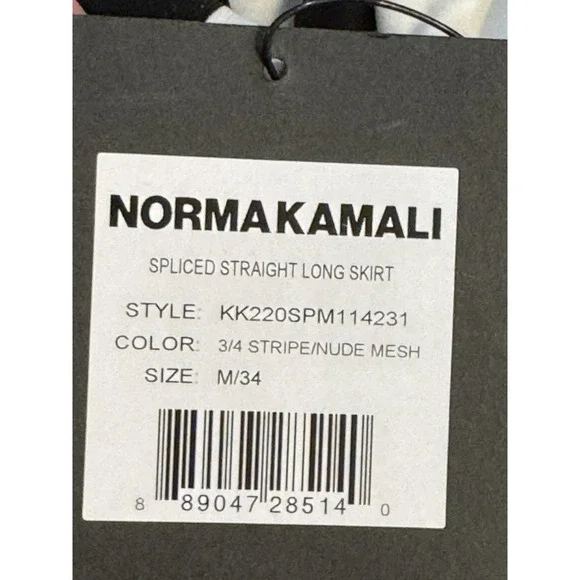 NORMA KAMALI
SPLICED STRAIGHT LONG SKIRT
STYLE: KK220SPM114231
COLOR: 3/4 STRIPE/NUDE MESH
SIZE: M/34
8 89047 28514 0